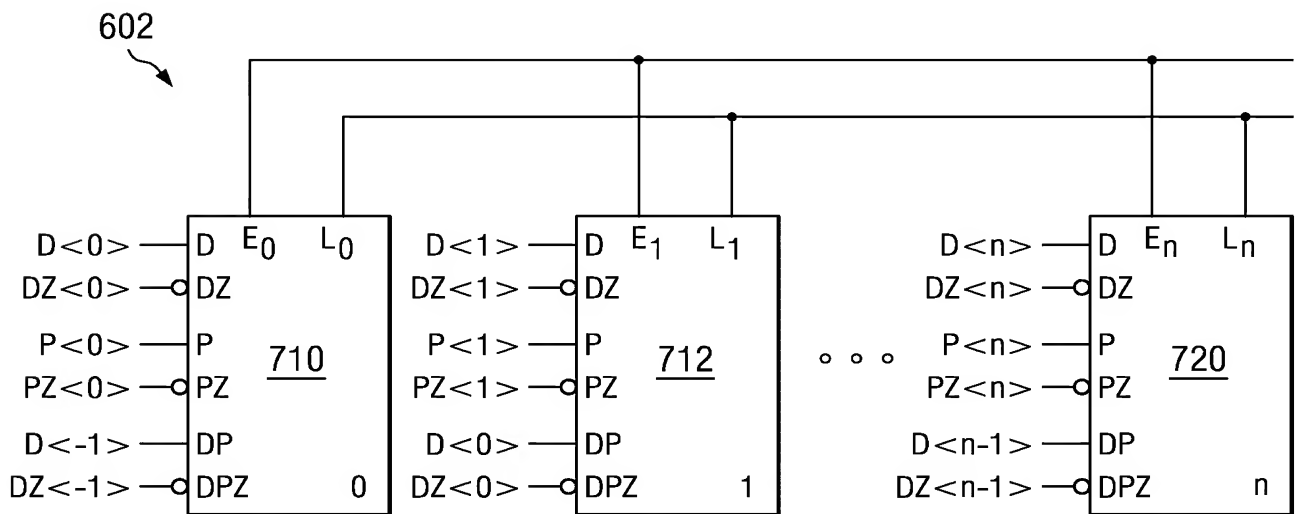 602
D<0> D E0 L0 D<1> D E1 L1 D<n> D En Ln
DZ<0> DZ DZ<1> DZ DZ<n> DZ
P<0> P 710 P<1> P 712 P<n> P 720
PZ<0> PZ PZ<1> PZ PZ<n> PZ
D<-1> DP D<0> DP D<n-1> DP
DZ<-1> DPZ 0 DZ<0> DPZ 1 DZ<n-1> DPZ n